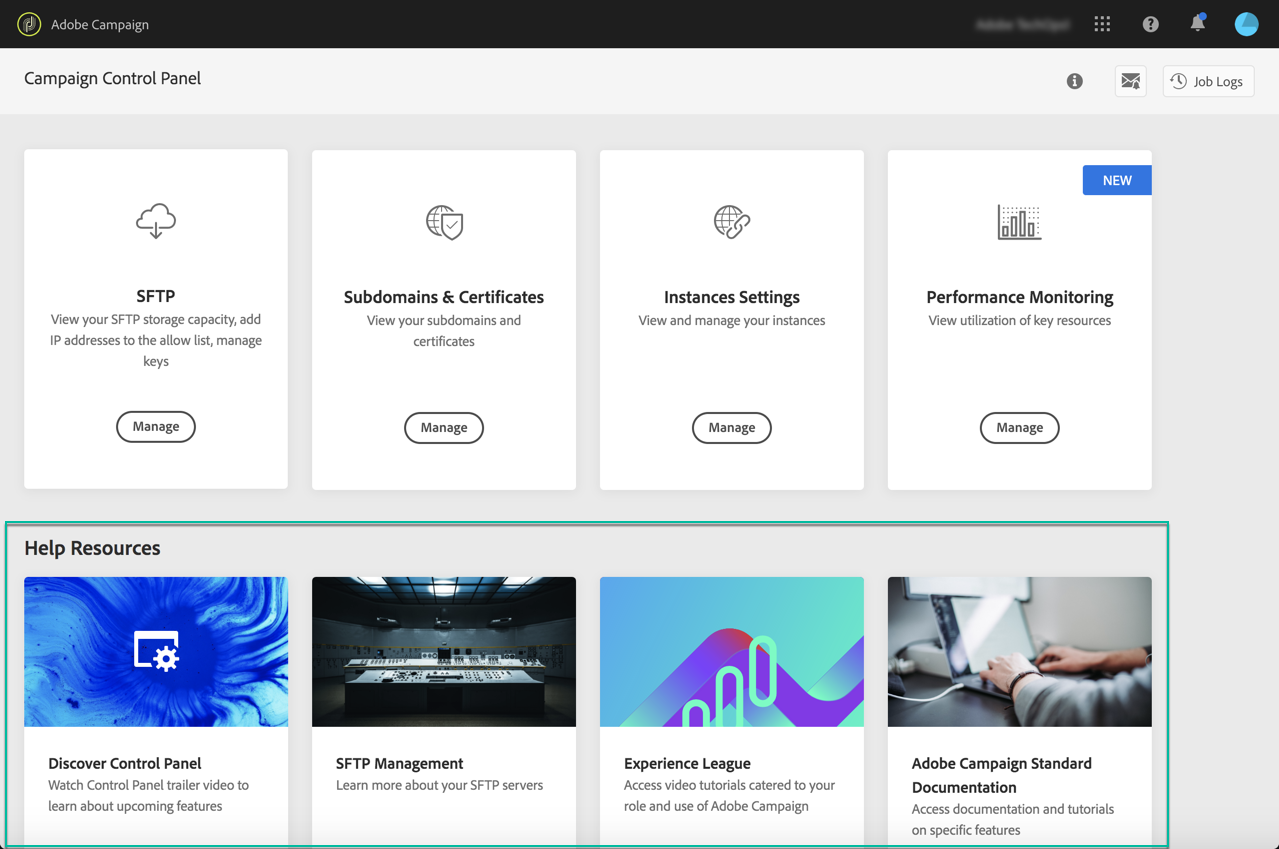 Adobe Campaign
Campaign Control Panel
Job Logs
NEW
SFTP
View your SFTP storage capacity, add
IP addresses to the allow list, manage
keys
Manage
Subdomains & Certificates
View your subdomains and
certificates
Manage
Instances Settings
View and manage your instances
Manage
Performance Monitoring
View utilization of key resources
Manage
Help Resources
Discover Control Panel
Watch Control Panel trailer video to
learn about upcoming features
SFTP Management
Learn more about your SFTP servers
Experience League
Access video tutorials catered to your
role and use of Adobe Campaign
Adobe Campaign Standard
Documentation
Access documentation and tutorials
on specific features